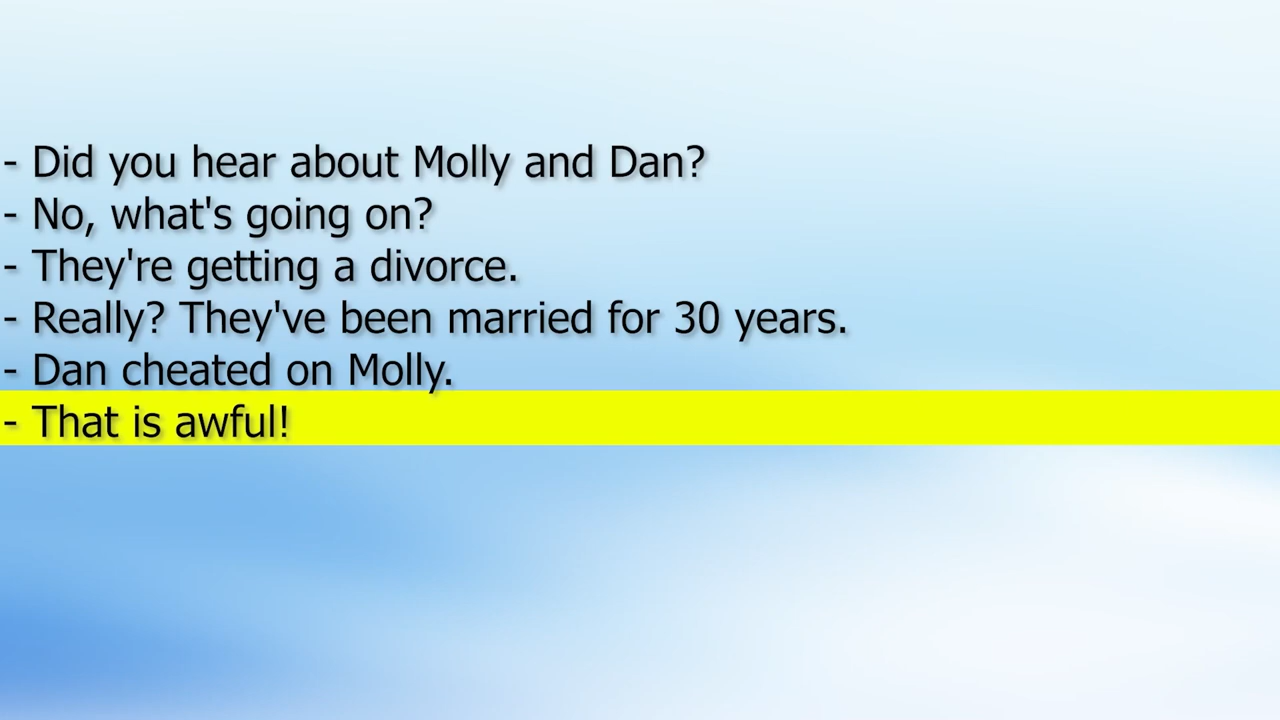 - Did you hear about Molly and Dan?
- No, what's going on?
- They're getting a divorce.
- Really? They've been married for 30 years.
- Dan cheated on Molly.
- That is awful!